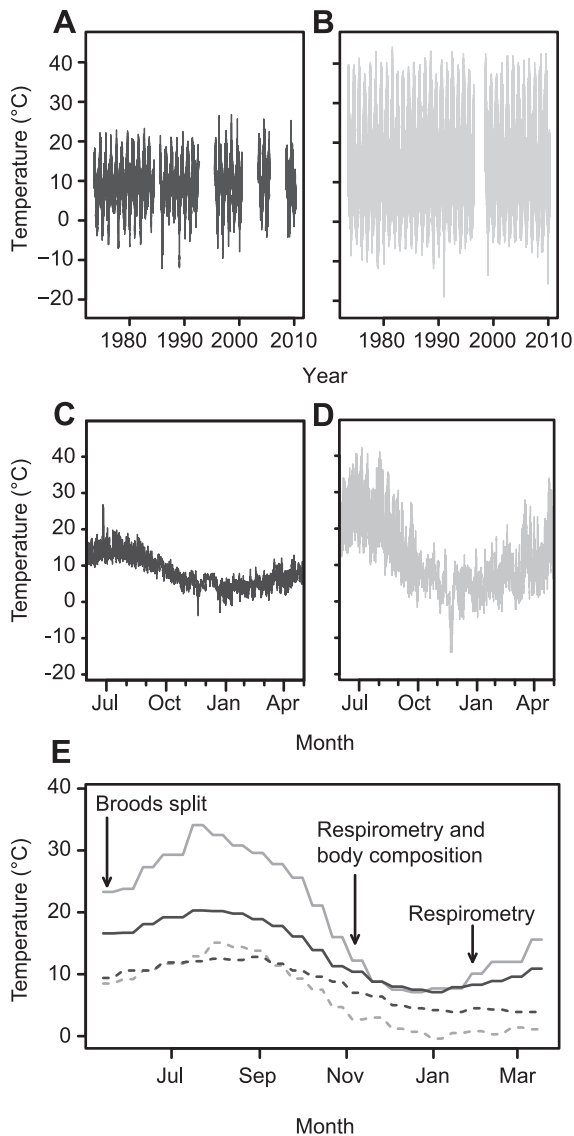 A
B
40
30
20
10
0
−10
−20
Temperature (°C)
1980 1990 2000 2010
1980 1990 2000 2010
Year
C
D
40
30
20
10
0
-10
-20
Temperature (°C)
Jul Oct Jan Apr
Jul Oct Jan Apr
Month
E
40
30
20
10
0
Temperature (°C)
Broods split
Respirometry and
body composition
Respirometry
Jul Sep Nov Jan Mar
Month